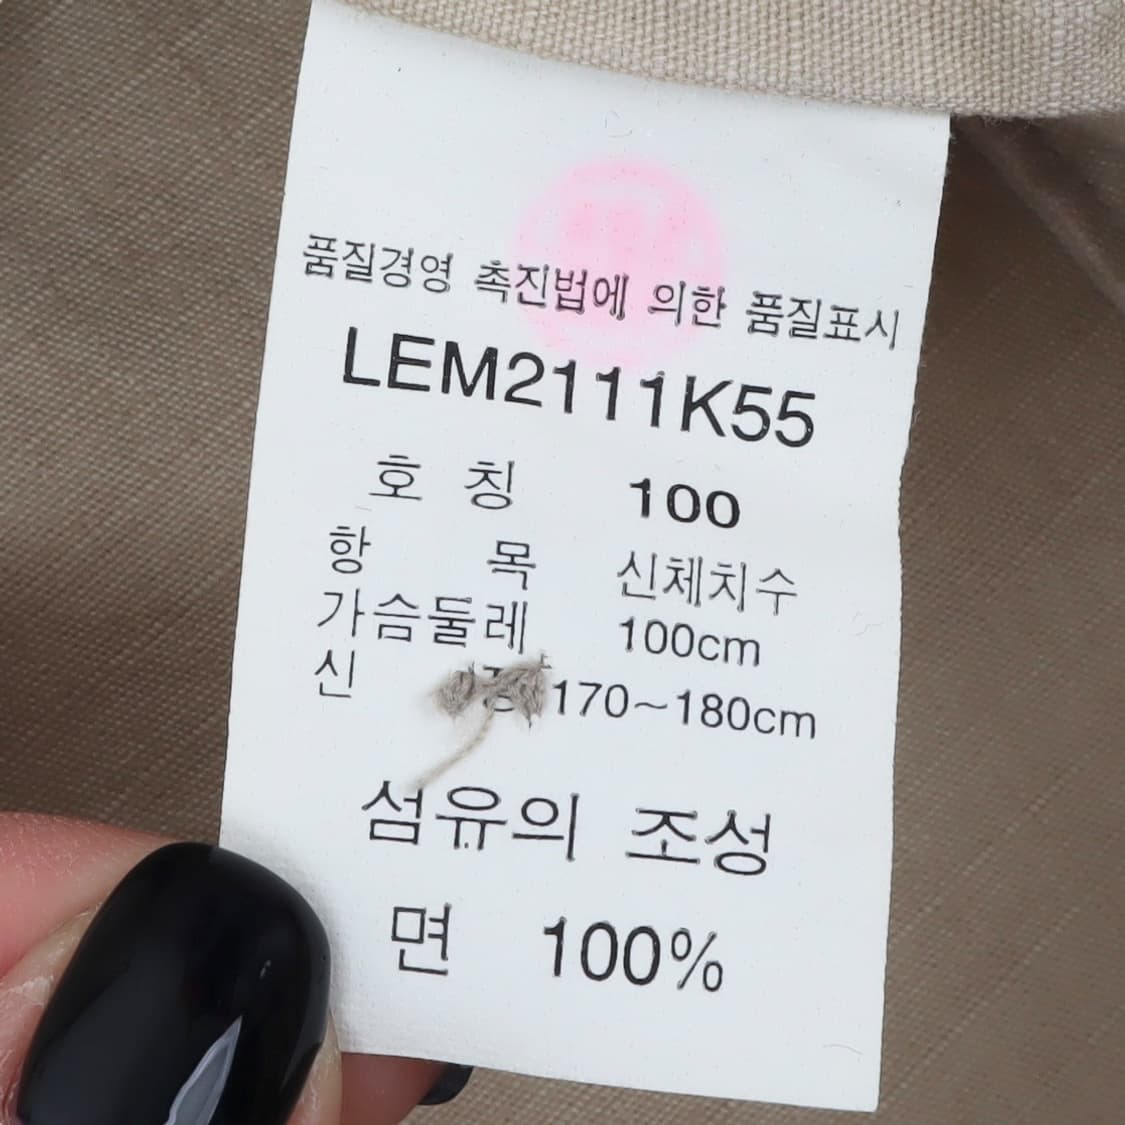 품질경영 촉진법에 의한 품질표시
LEM2111K55
호 칭 100
항 목 신체치수
가슴둘레 100cm
신 170~180cm
섬유의 조성
면 100%